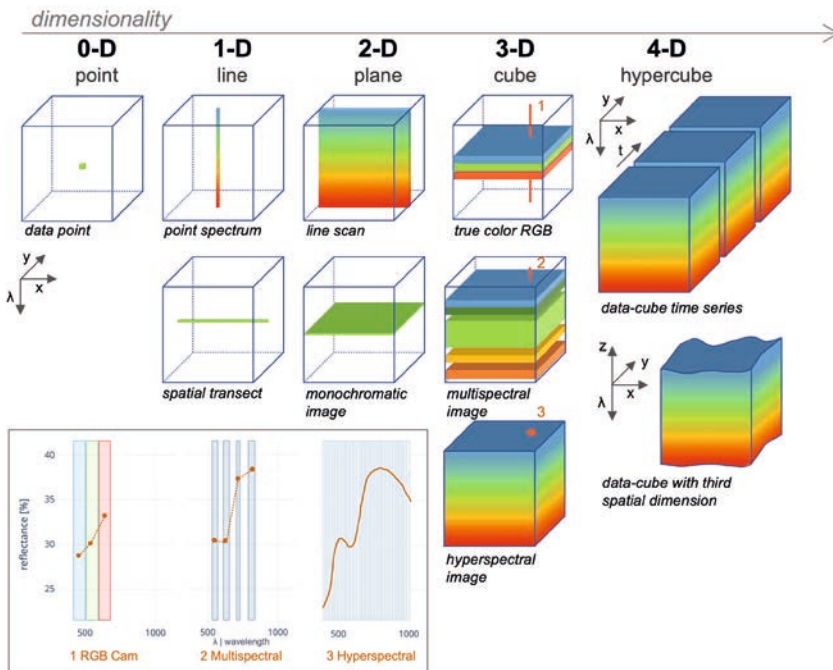 dimensionality
0-D 1-D 2-D 3-D 4-D
point line plane cube hypercube
1
y
x
λ
t
data point point spectrum line scan true color RGB
y
x
λ
2
data-cube time series
spatial transect
monochromatic
image
multispectral
image
z
y
x
λ
3
data-cube with third
spatial dimension
hyperspectral
image
reflectance [%]
40
35
30
25
500 1000 500 1000 500 1000
λ | wavelength
1 RGB Cam 2 Multispectral 3 Hyperspectral